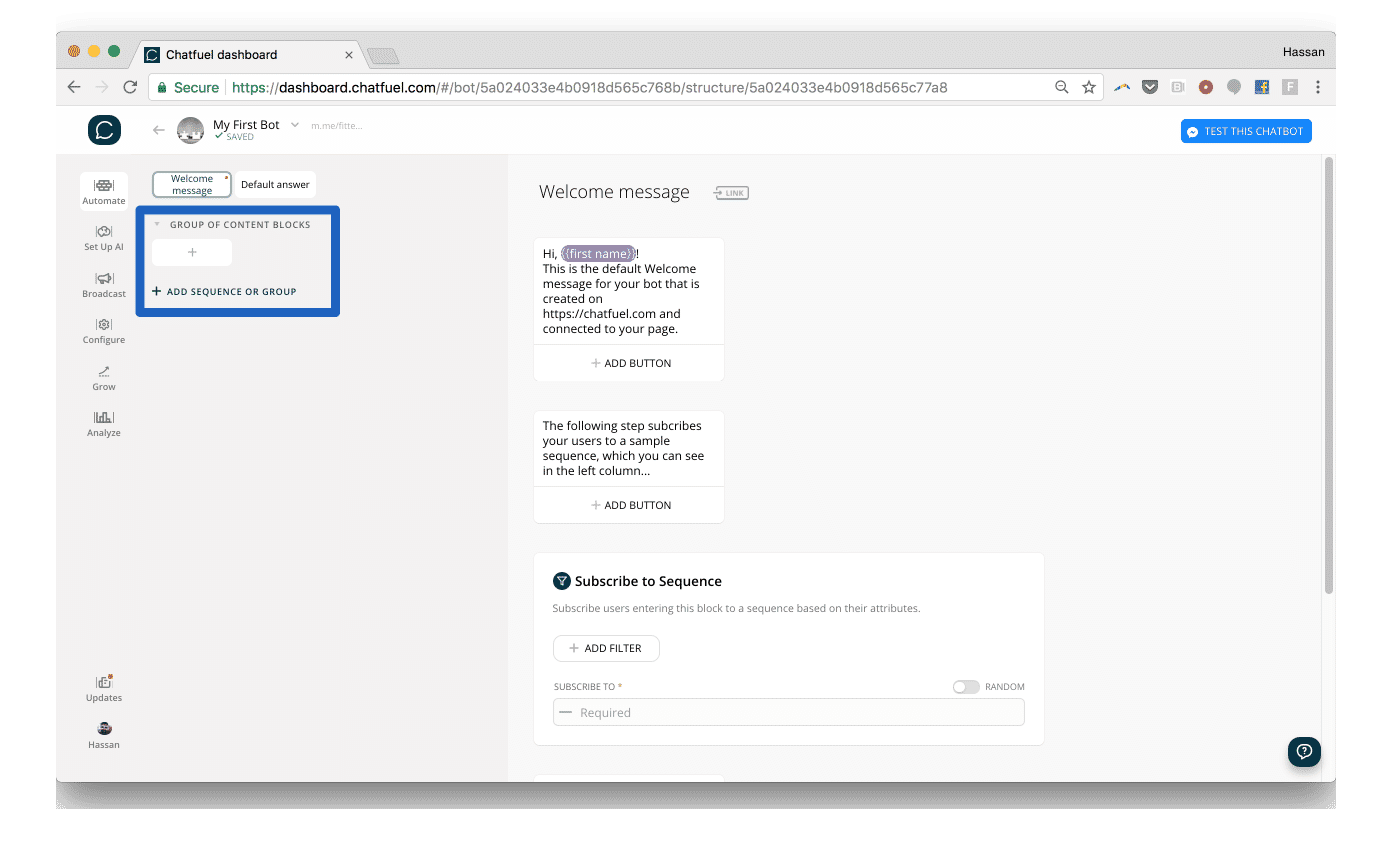 Chatfuel dashboard
Hassan
Secure https://dashboard.chatfuel.com/#/bot/5a024033e4b0918d565c768b/structure/5a024033e4b0918d565c77a8
My First Bot
m.me/fitte...
SAVED
TEST THIS CHATBOT
Automate
Set Up AI
Broadcast
Configure
Grow
Analyze
Updates
Hassan
Welcome
message
Default answer
GROUP OF CONTENT BLOCKS
+
+ ADD SEQUENCE OR GROUP
Welcome message
LINK
Hi, {{first name}}!
This is the default Welcome
message for your bot that is
created on
https://chatfuel.com and
connected to your page.
+ ADD BUTTON
The following step subcribes
your users to a sample
sequence, which you can see
in the left column...
+ ADD BUTTON
Subscribe to Sequence
Subscribe users entering this block to a sequence based on their attributes.
+ ADD FILTER
SUBSCRIBE TO *
RANDOM
Required